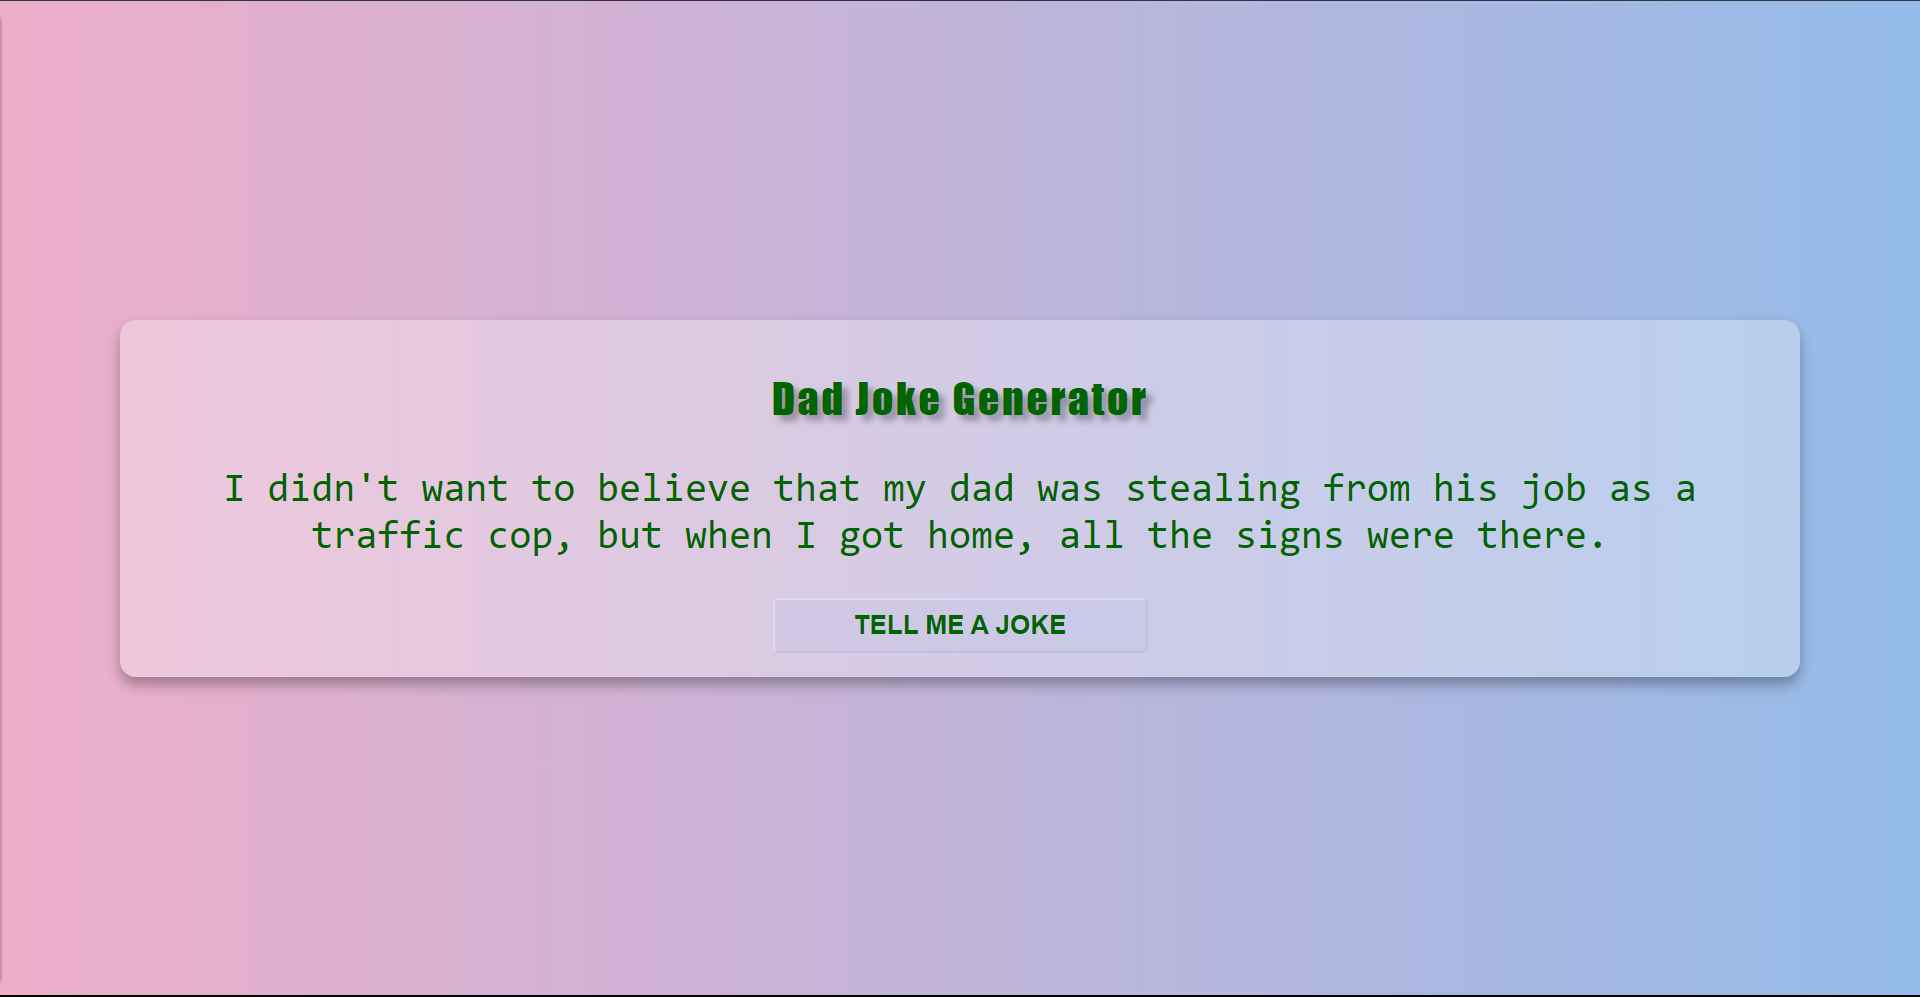 Dad Joke Generator
I didn't want to believe that my dad was stealing from his job as a
traffic cop, but when I got home, all the signs were there.
TELL ME A JOKE